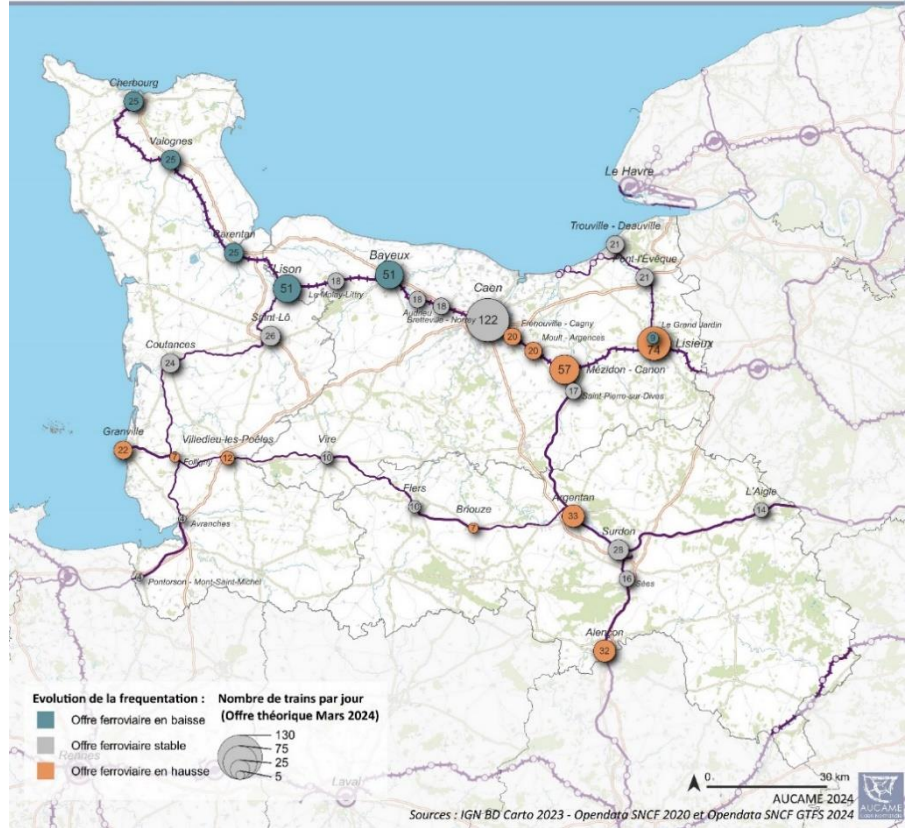 Cherbourg
25
Valognes
25
Le Havre
Carentan
25
Trouville - Deauville
21
Pont-l'Evêque
21
Lison
51
Le Molay-Littry
18
Bayeux
51
Audrieu
18
Bretteville - Norrey
18
Caen
122
Frénouville - Cagny
20
Moult - Argences
20
Le Grand Jardin
9
Lisieux
74
Mézidon - Canon
57
Saint-Pierre-sur-Dives
17
Saint-Lô
26
Coutances
24
Granville
22
Folligny
7
Villedieu-les-Poêles
12
Vire
10
Flers
10
Briouze
7
Argentan
33
L'Aigle
14
Surdon
28
Sées
16
Avranches
Pontorson - Mont-Saint-Michel
Alençon
32
Rennes
Laval
Evolution de la frequentation :
Offre ferroviaire en baisse
Offre ferroviaire stable
Offre ferroviaire en hausse
Nombre de trains par jour
(Offre théorique Mars 2024)
130
75
25
5
0
30 km
AUCAME 2024
Sources : IGN BD Carto 2023 - Opendata SNCF 2020 et Opendata SNCF GTFS 2024
AUCAME